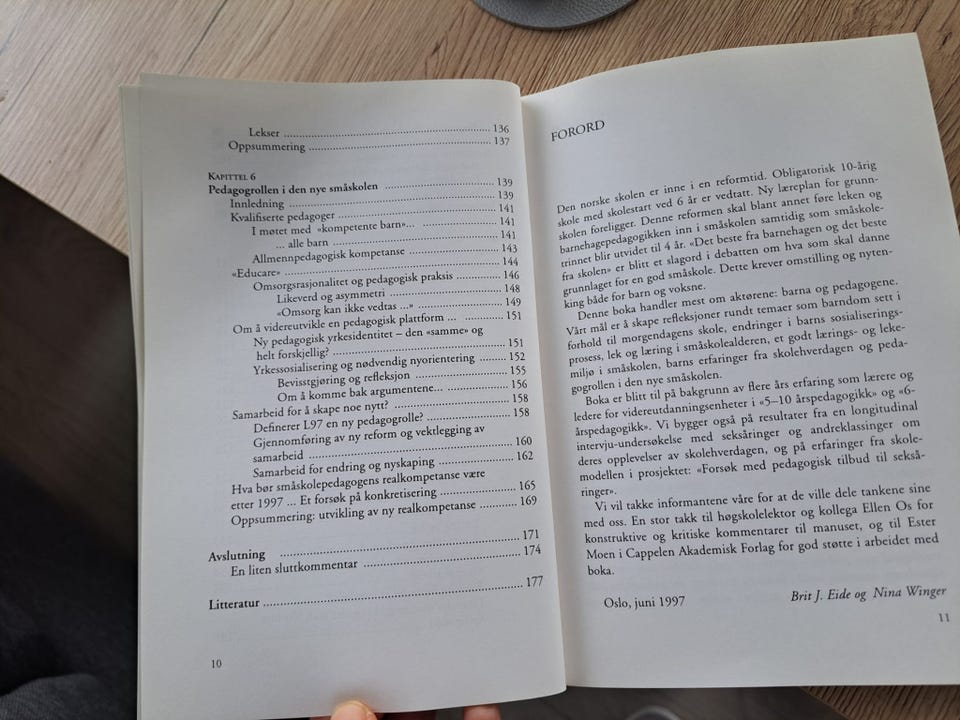 Lekser ........ 136
Oppsummering ........ 137
KAPITTEL 6
Pedagogrollen i den nye småskolen ........ 139
Innledning ........ 139
Kvalifiserte pedagoger ........ 141
I møtet med «kompetente barn»... ........ 141
... alle barn ........ 141
Allmennpedagogisk kompetanse ........ 143
«Educare» ........ 144
Omsorgsrasjonalitet og pedagogisk praksis ........ 146
Likeverd og asymmetri ........ 148
«Omsorg kan ikke vedtas ...» ........ 149
Om å videreutvikle en pedagogisk plattform ... ........ 151
Ny pedagogisk yrkesidentitet – den «samme» og
helt forskjellig? ........ 151
Yrkessosialisering og nødvendig nyorientering ........ 152
Bevisstgjøring og refleksjon ........ 155
Om å komme bak argumentene... ........ 156
Samarbeid for å skape noe nytt? ........ 158
Definerer L97 en ny pedagogrolle? ........ 158
Gjennomføring av ny reform og vektlegging av
samarbeid ........ 160
Samarbeid for endring og nyskaping ........ 162
Hva bør småskolepedagogens realkompetanse være
etter 1997 ... Et forsøk på konkretisering ........ 165
Oppsummering: utvikling av ny realkompetanse ........ 169
Avslutning ........ 171
En liten sluttkommentar ........ 174
Litteratur ........ 177
10
FORORD
Den norske skolen er inne i en reformtid. Obligatorisk 10-årig
skole med skolestart ved 6 år er vedtatt. Ny læreplan for grunn-
skolen foreligger. Denne reformen skal blant annet føre leken og
barnehagepedagogikken inn i småskolen samtidig som småskole-
trinnet blir utvidet til 4 år. «Det beste fra barnehagen og det beste
fra skolen» er blitt et slagord i debatten om hva som skal danne
grunnlaget for en god småskole. Dette krever omstilling og nyten-
king både for barn og voksne.
Denne boka handler mest om aktørene: barna og pedagogene.
Vårt mål er å skape refleksjoner rundt temaer som barndom sett i
forhold til morgendagens skole, endringer i barns sosialiserings-
prosess, lek og læring i småskolealderen, et godt lærings- og leke-
miljø i småskolen, barns erfaringer fra skolehverdagen og peda-
gogrollen i den nye småskolen.
Boka er blitt til på bakgrunn av flere års erfaring som lærere og
ledere for videreutdanningsenheter i «5–10 årspedagogikk» og «6-
årspedagogikk». Vi bygger også på resultater fra en longitudinal
intervju-undersøkelse med seksåringer og andreklassinger om
deres opplevelser av skolehverdagen, og på erfaringer fra skole-
modellen i prosjektet: «Forsøk med pedagogisk tilbud til sekså-
ringer».
Vi vil takke informantene våre for at de ville dele tankene sine
med oss. En stor takk til høgskolelektor og kollega Ellen Os for
konstruktive og kritiske kommentarer til manuset, og til Ester
Moen i Cappelen Akademisk Forlag for god støtte i arbeidet med
boka.
Oslo, juni 1997 Brit J. Eide og Nina Winger
11